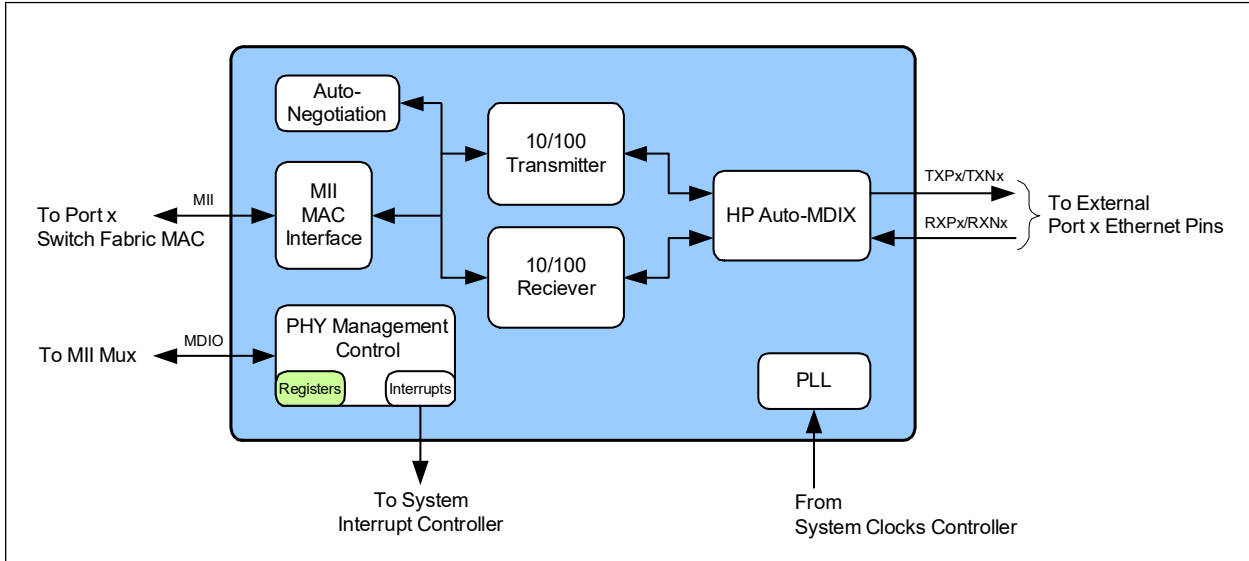 Auto-
Negotiation
10/100
Transmitter
MII
MAC
Interface
HP Auto-MDIX
10/100
Reciever
MII
To Port x
Switch Fabric MAC
TXPx/TXNx
RXPx/RXNx
To External
Port x Ethernet Pins
PHY Management
Control
Registers
Interrupts
MDIO
To MII Mux
PLL
To System
Interrupt Controller
From
System Clocks Controller